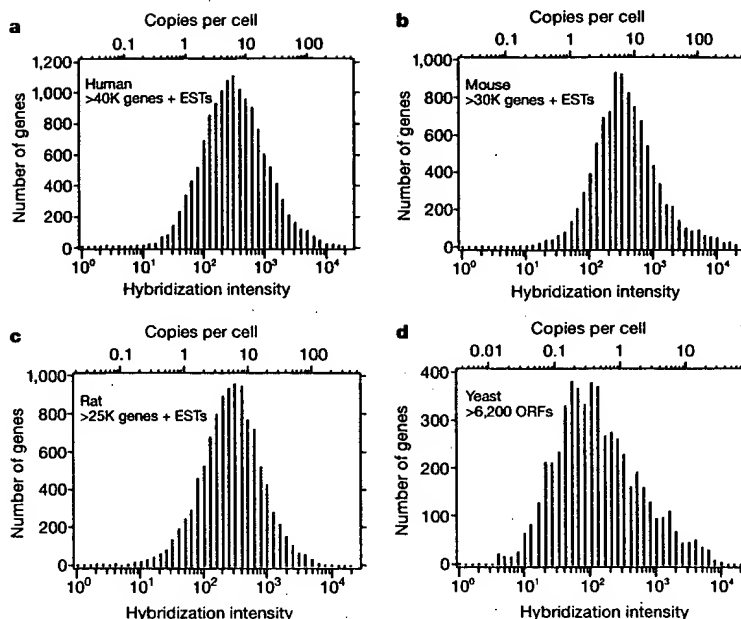 a
Copies per cell
0.1 1 10 100
Human
>40K genes + ESTs
Number of genes
1,200
1,000
800
600
400
200
0
10⁰ 10¹ 10² 10³ 10⁴
Hybridization intensity
b
Copies per cell
0.1 1 10 100
Mouse
>30K genes + ESTs
Number of genes
1,000
800
600
400
200
0
10⁰ 10¹ 10² 10³ 10⁴
Hybridization intensity
c
Copies per cell
0.1 1 10 100
Rat
>25K genes + ESTs
Number of genes
1,000
800
600
400
200
0
10⁰ 10¹ 10² 10³ 10⁴
Hybridization intensity
d
Copies per cell
0.01 0.1 1 10
Yeast
>6,200 ORFs
Number of genes
400
300
200
100
0
10⁰ 10¹ 10² 10³ 10⁴
Hybridization intensity